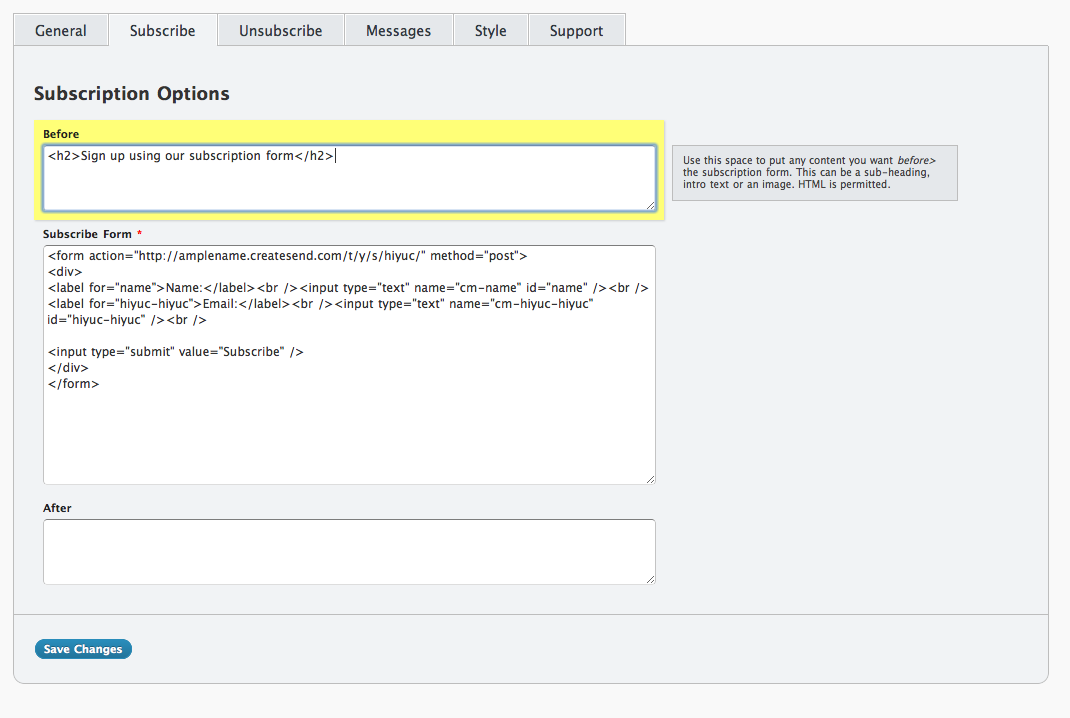 General Subscribe Unsubscribe Messages Style Support
Subscription Options
Before
<h2>Sign up using our subscription form</h2>
Use this space to put any content you want before>
the subscription form. This can be a sub-heading,
intro text or an image. HTML is permitted.
Subscribe Form *
<form action="http://amplename.createsend.com/t/y/s/hiyuc/" method="post">
<div>
<label for="name">Name:</label><br /><input type="text" name="cm-name" id="name" /><br />
<label for="hiyuc-hiyuc">Email:</label><br /><input type="text" name="cm-hiyuc-hiyuc"
id="hiyuc-hiyuc" /><br />
<input type="submit" value="Subscribe" />
</div>
</form>
After
Save Changes